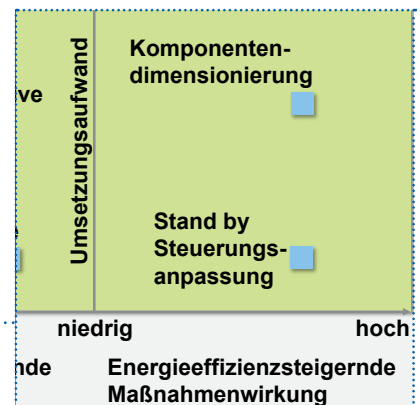 Komponenten-
dimensionierung
Umsetzungsaufwand
Stand by
Steuerungs-
anpassung
niedrig hoch
Energieeffizienzsteigernde
Maßnahmenwirkung